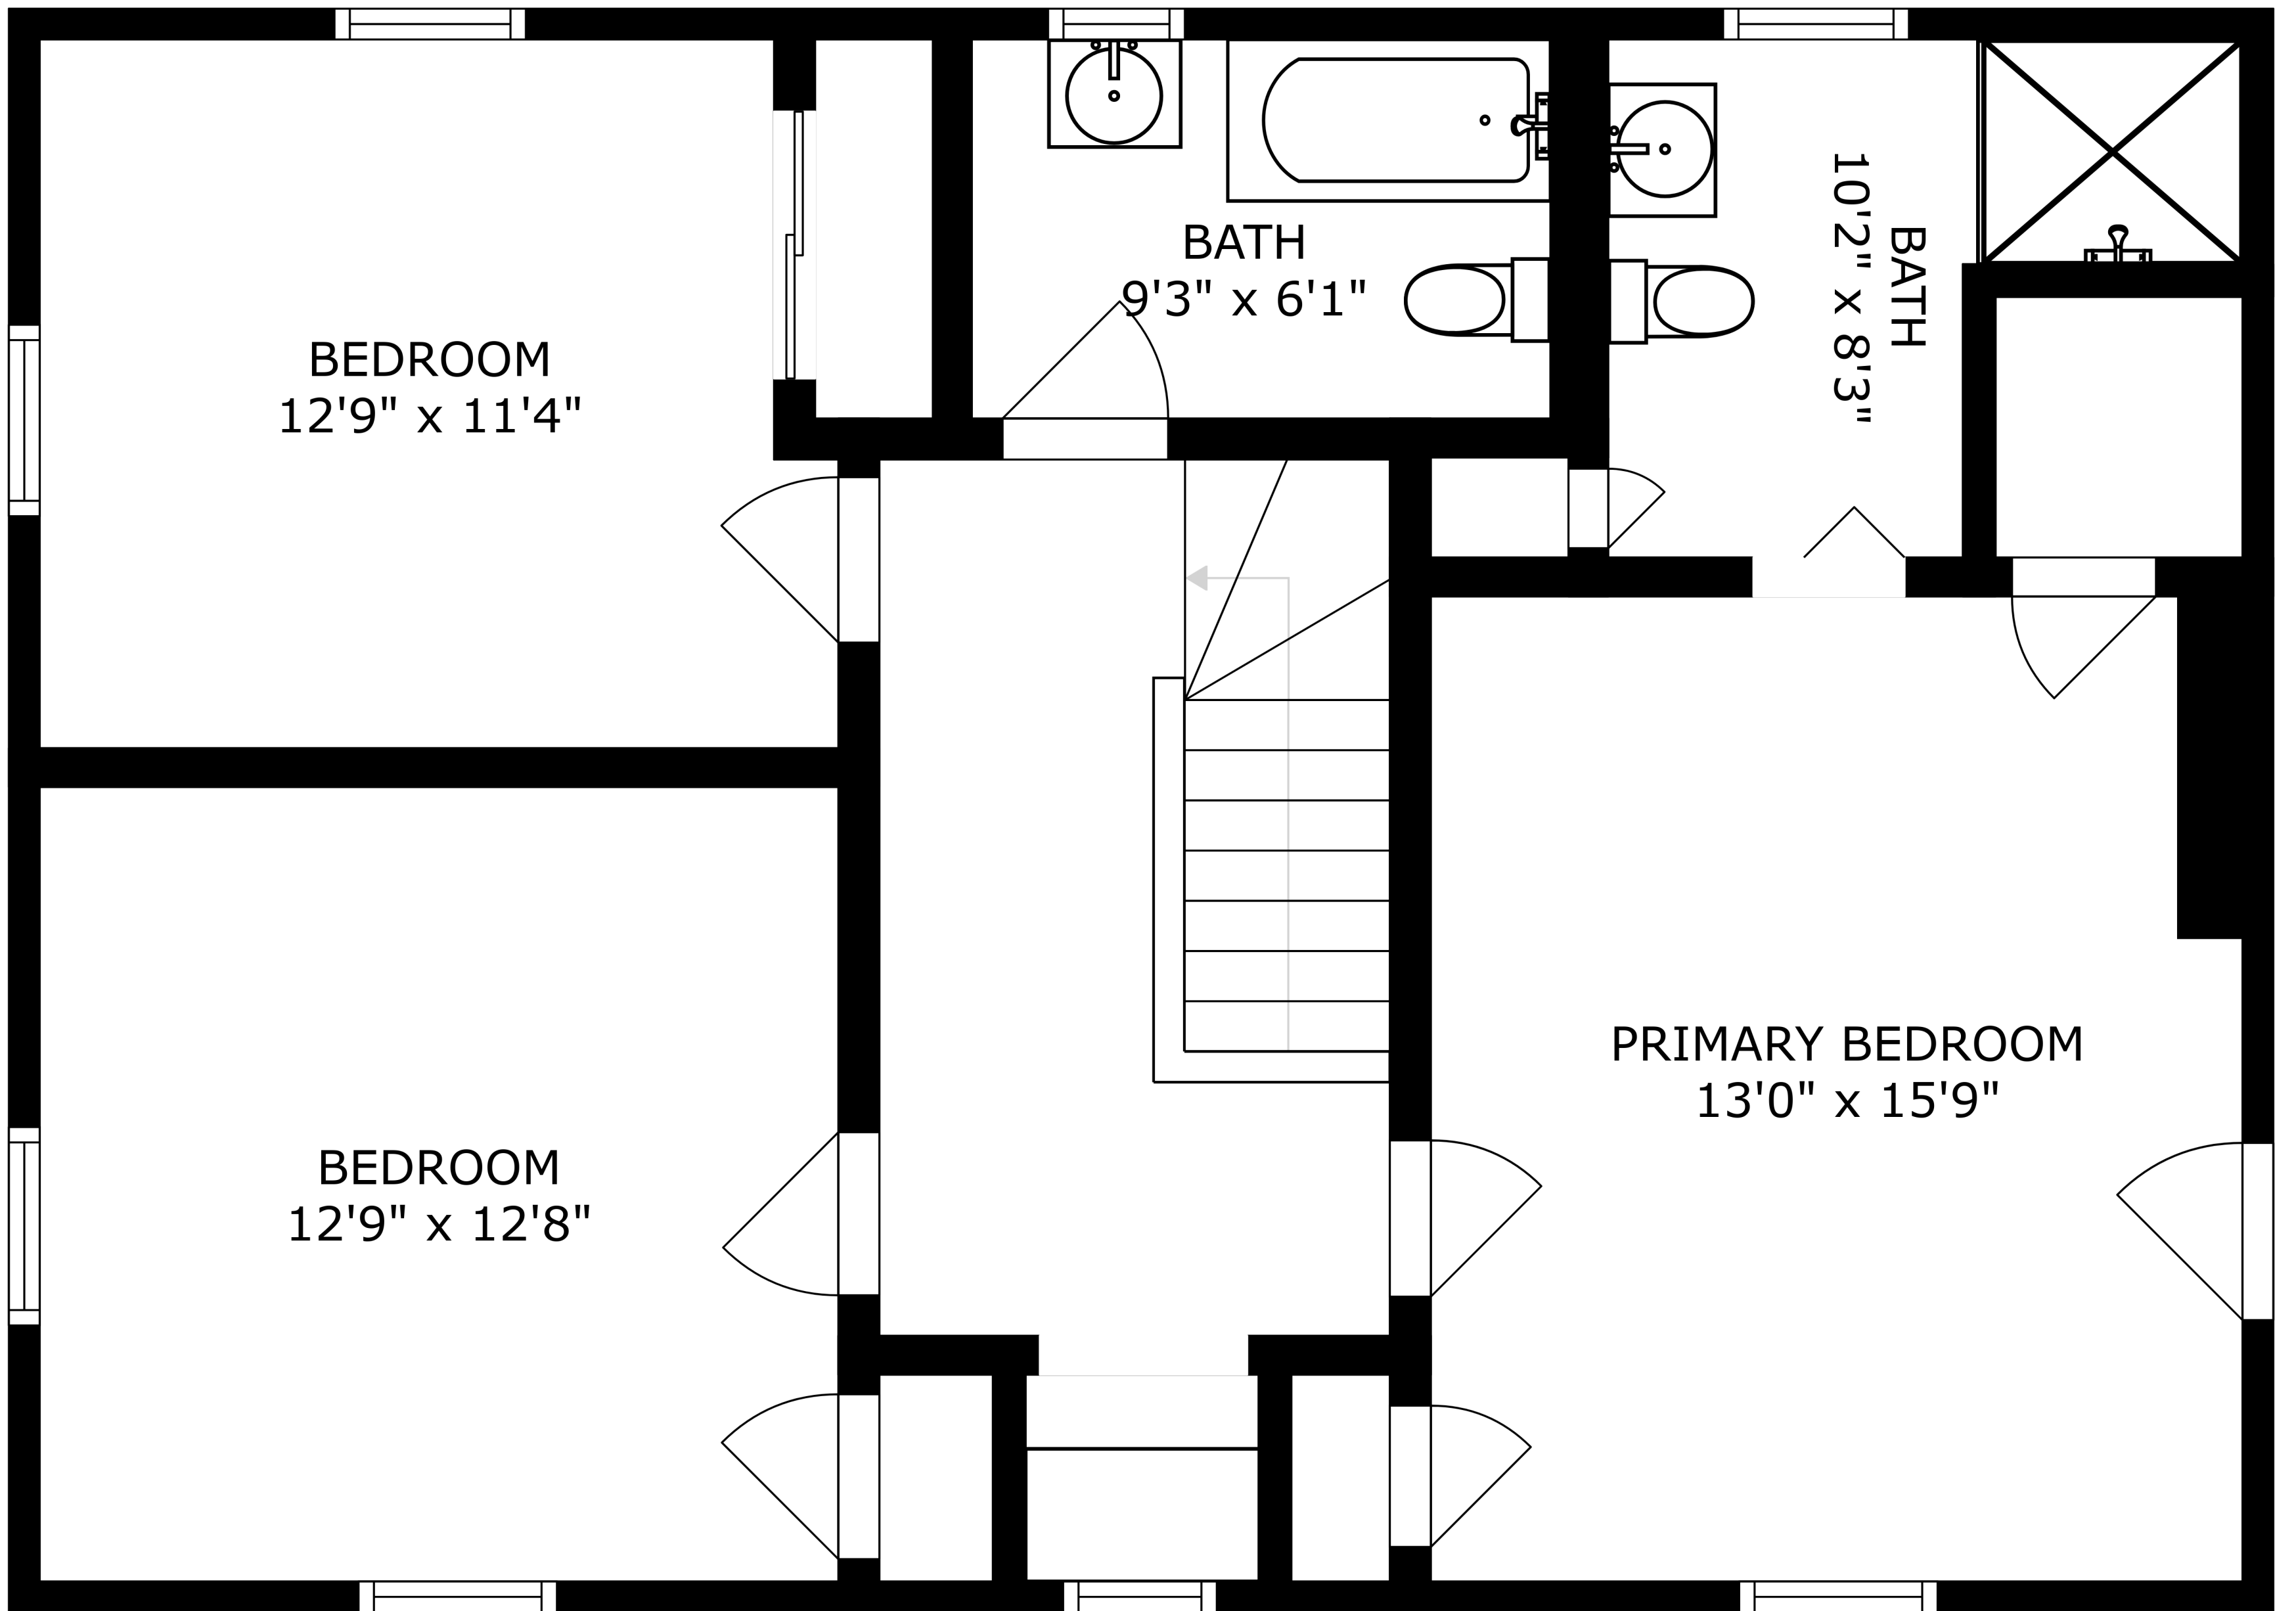 BATH
9'3" x 6'1"
BATH
10'2" x 8'3"
BEDROOM
12'9" x 11'4"
PRIMARY BEDROOM
13'0" x 15'9"
BEDROOM
12'9" x 12'8"